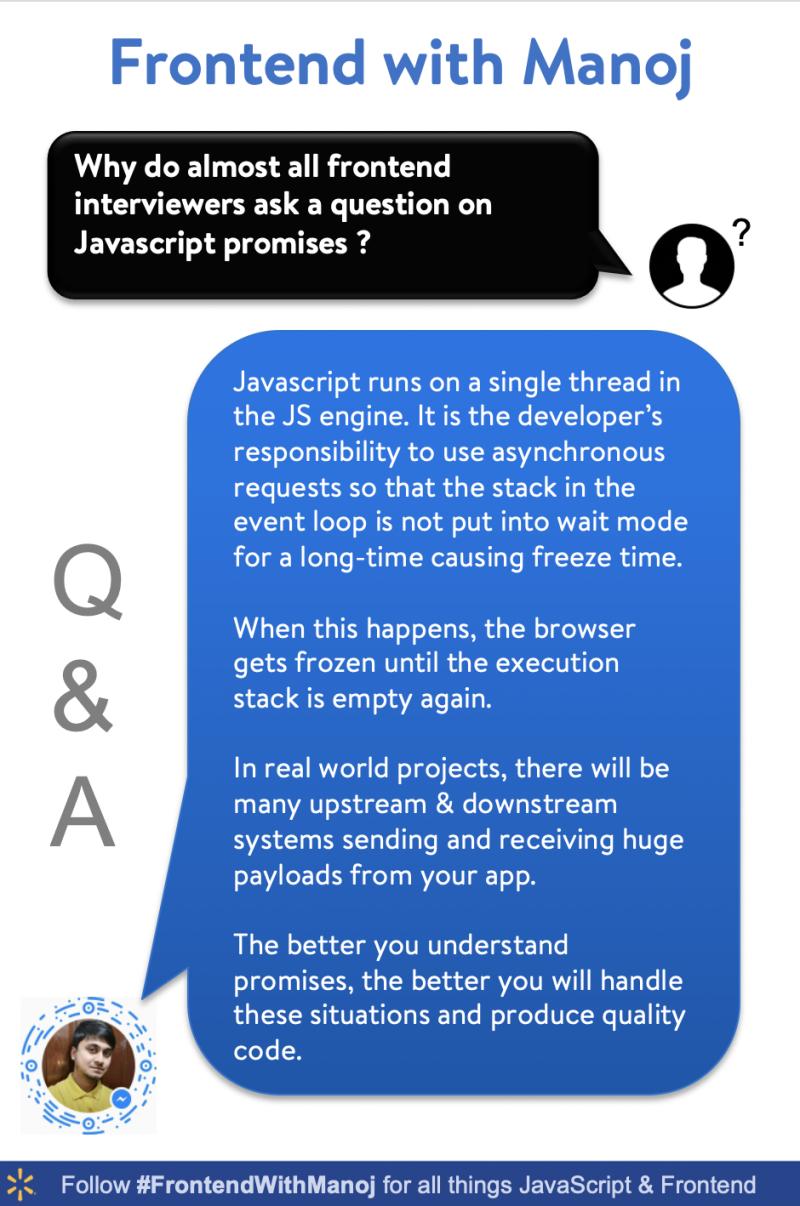 Frontend with Manoj
Why do almost all frontend
interviewers ask a question on
Javascript promises ?
?
Javascript runs on a single thread in
the JS engine. It is the developer’s
responsibility to use asynchronous
requests so that the stack in the
event loop is not put into wait mode
for a long-time causing freeze time.
When this happens, the browser
gets frozen until the execution
stack is empty again.
In real world projects, there will be
many upstream & downstream
systems sending and receiving huge
payloads from your app.
The better you understand
promises, the better you will handle
these situations and produce quality
code.
Q
&
A
Follow #FrontendWithManoj for all things JavaScript & Frontend